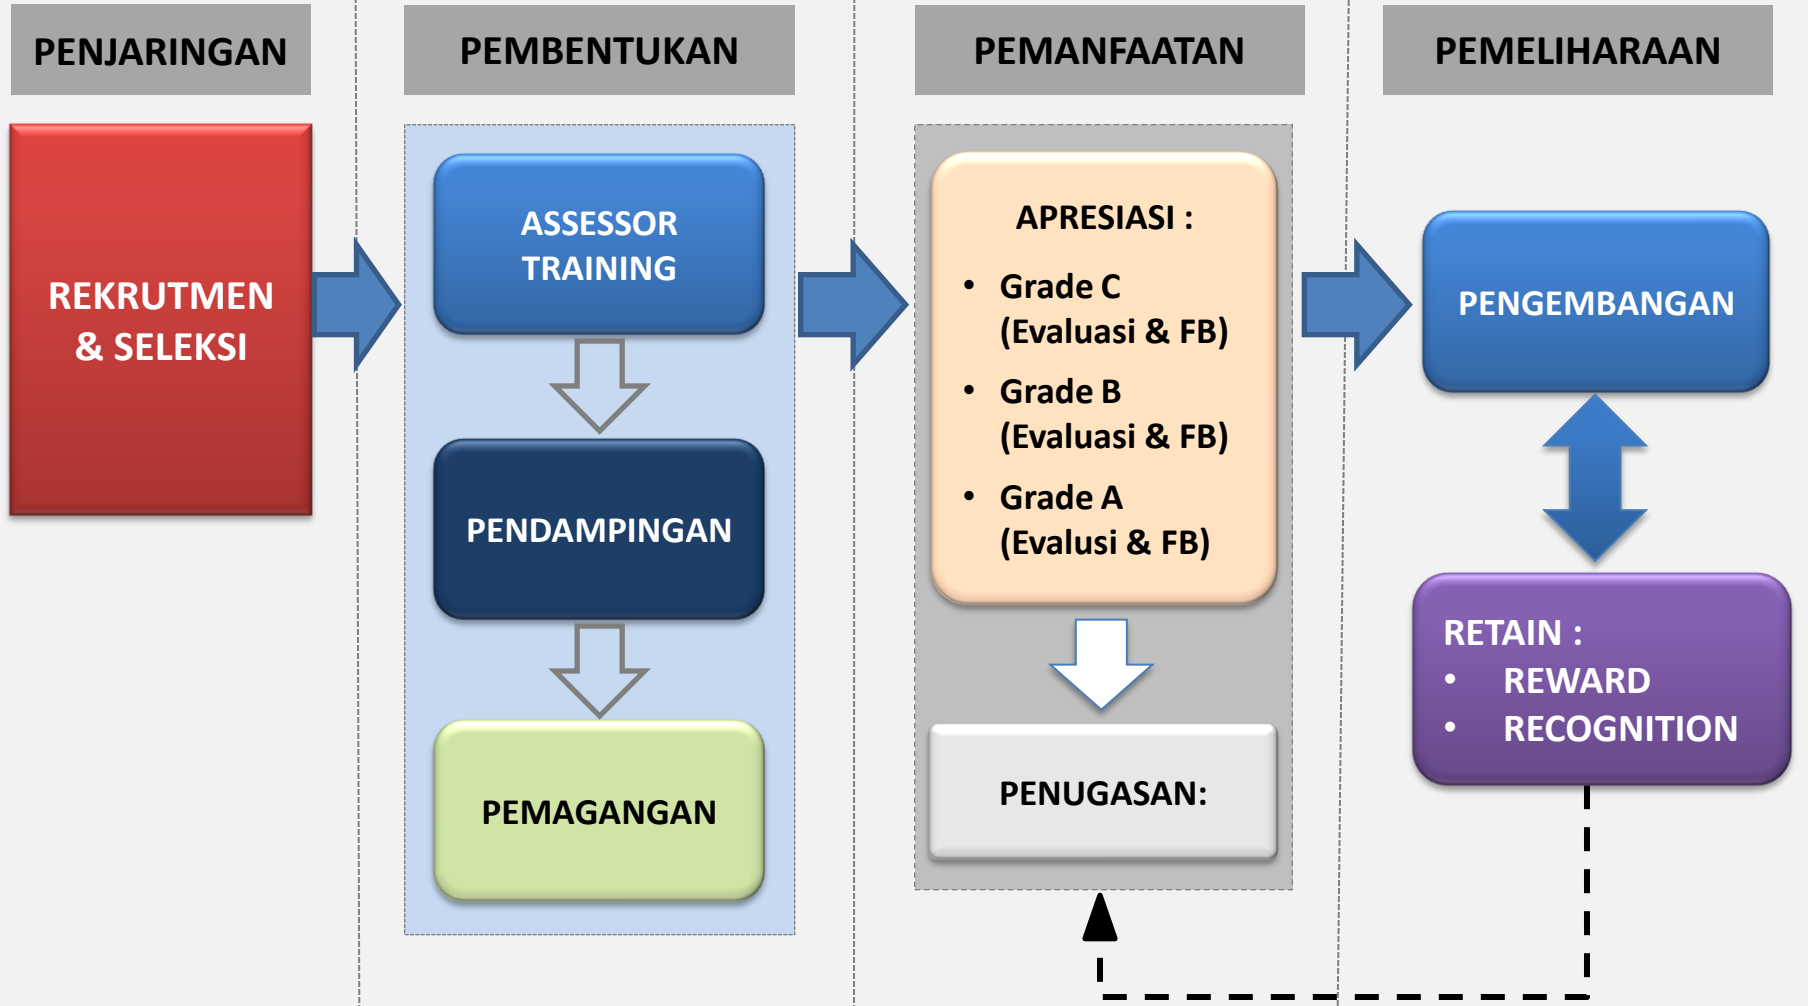 PENJARINGAN
REKRUTMEN
& SELEKSI
PEMBENTUKAN
ASSESSOR
TRAINING
PENDAMPINGAN
PEMAGANGAN
PEMANFAATAN
APRESIASI :
• Grade C
(Evaluasi & FB)
• Grade B
(Evaluasi & FB)
• Grade A
(Evalusi & FB)
PENUGASAN:
PEMELIHARAAN
PENGEMBANGAN
RETAIN :
• REWARD
• RECOGNITION